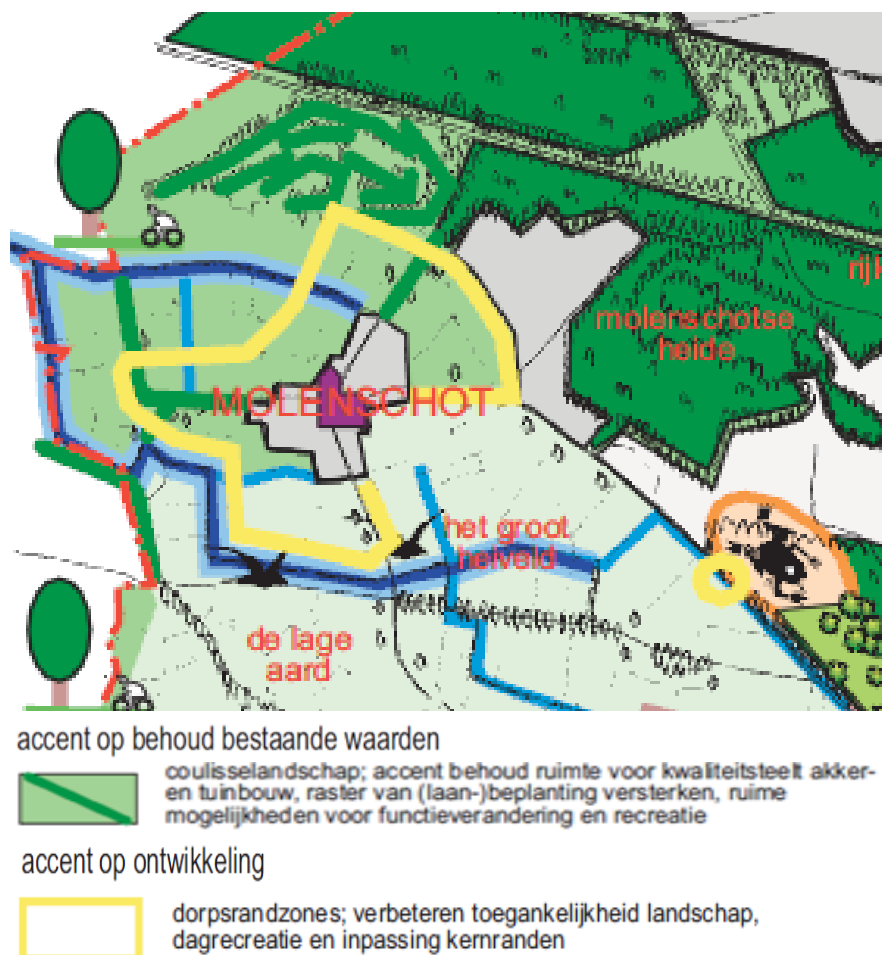 rijk
molenschotse
heide
MOLENSCHOT
het groot
heiveld
de lage
aard
accent op behoud bestaande waarden
coulisselandschap; accent behoud ruimte voor kwaliteitsteelt akker-
en tuinbouw, raster van (laan-)beplanting versterken, ruime
mogelijkheden voor functieverandering en recreatie
accent op ontwikkeling
dorpsrandzones; verbeteren toegankelijkheid landschap,
dagrecreatie en inpassing kernranden